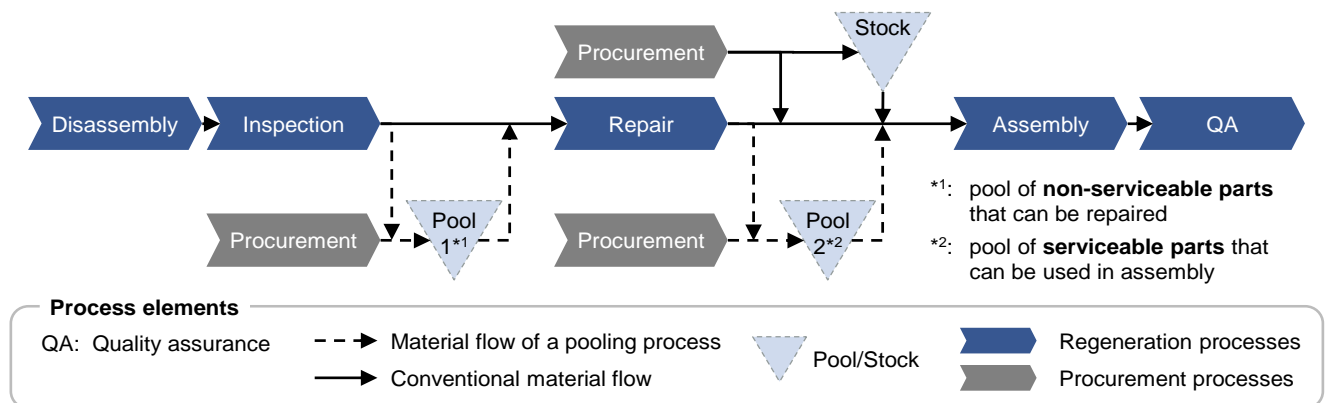 Stock
Procurement
Disassembly
Inspection
Repair
Assembly
QA
Procurement
Pool
1*1
Procurement
Pool
2*2
*1: pool of non-serviceable parts
that can be repaired
*2: pool of serviceable parts that
can be used in assembly
Process elements
QA: Quality assurance
Material flow of a pooling process
Conventional material flow
Pool/Stock
Regeneration processes
Procurement processes